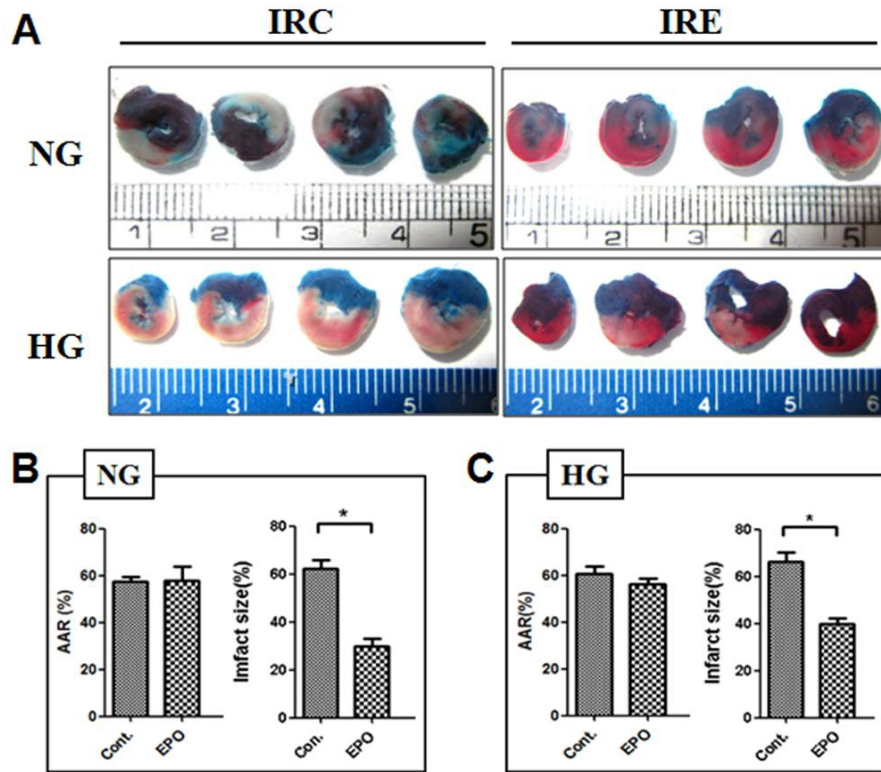 A
IRC
IRE
NG
1 2 3 4 5
1 2 3 4 5
HG
2 3 4 5 6
2 3 4 5 6
B
NG
C
HG
AAR (%)
80
60
40
20
0
Cont.
EPO
Imfact size(%)
80
60
40
20
0
*
Cont.
EPO
AAR(%)
80
60
40
20
0
Cont.
EPO
Infarct size(%)
80
60
40
20
0
*
Cont.
EPO